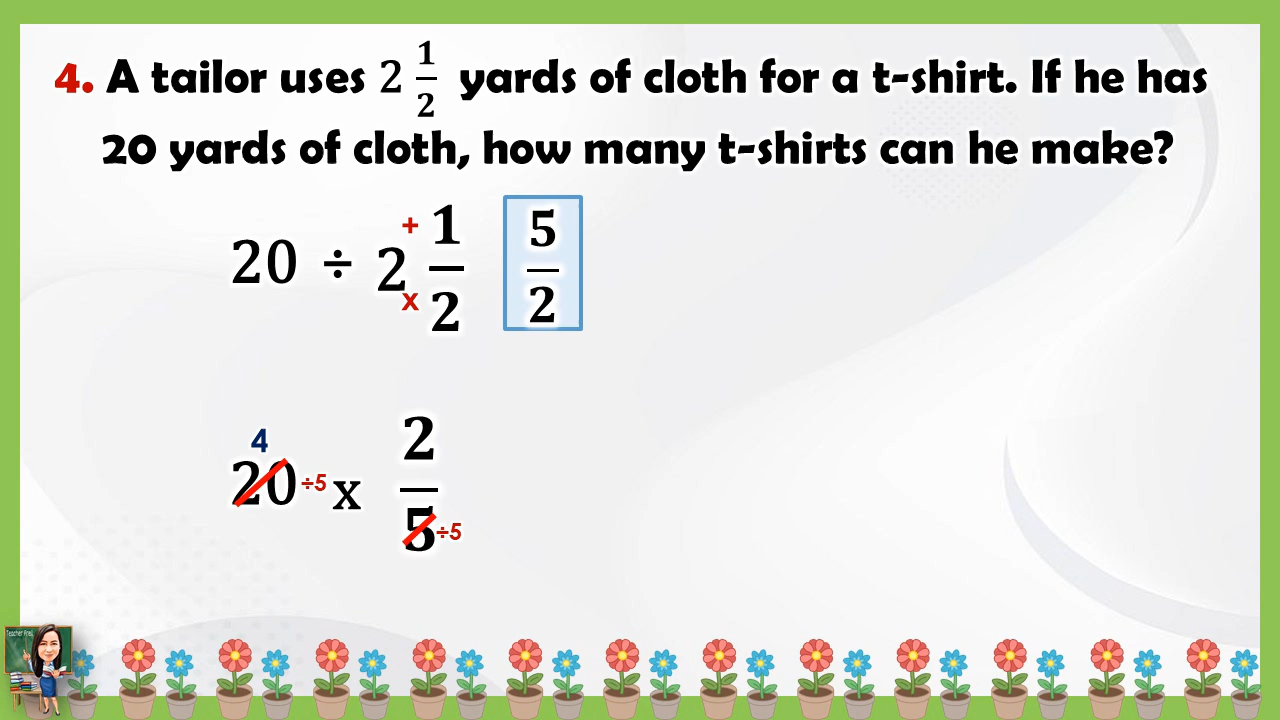 4. A tailor uses 2 1/2 yards of cloth for a t-shirt. If he has
20 yards of cloth, how many t-shirts can he make?
20 ÷ 2 + x 1/2 5/2
4
20 ÷5 x 2/5 ÷5